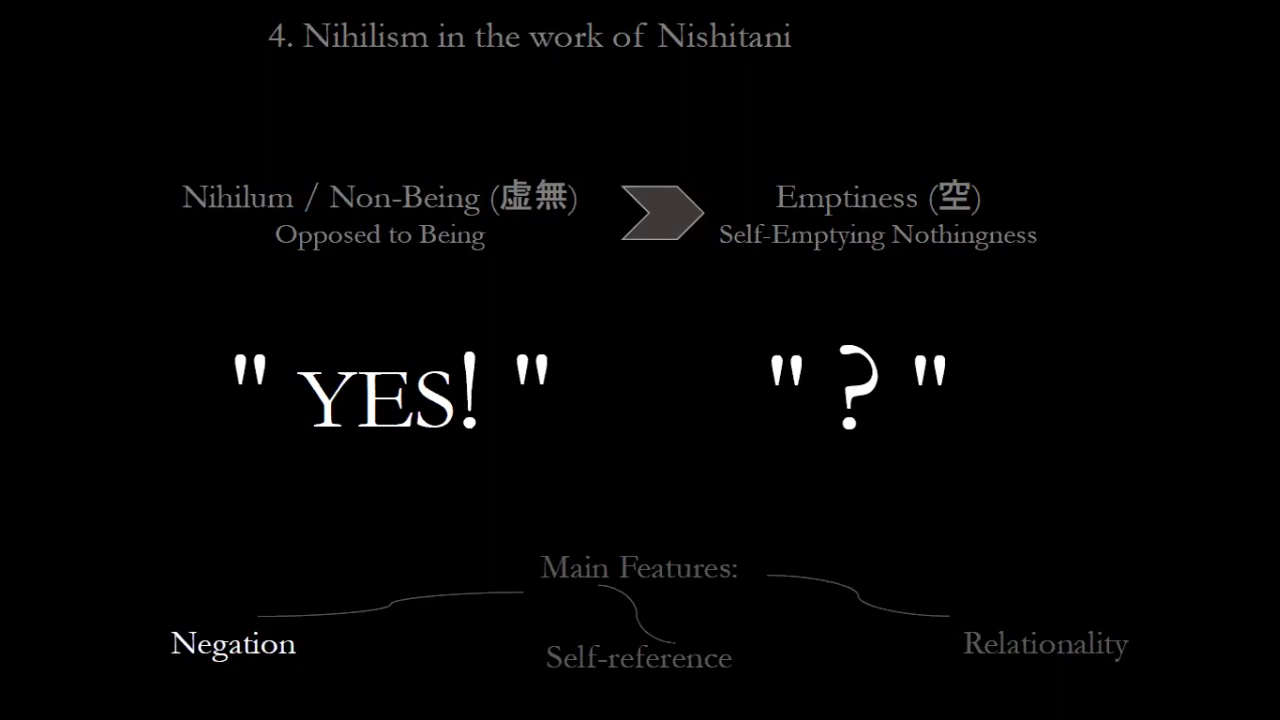 4. Nihilism in the work of Nishitani
Nihilum / Non-Being (虚無)
Opposed to Being
Emptiness (空)
Self-Emptying Nothingness
" YES! "
" ? "
Main Features:
Negation
Self-reference
Relationality